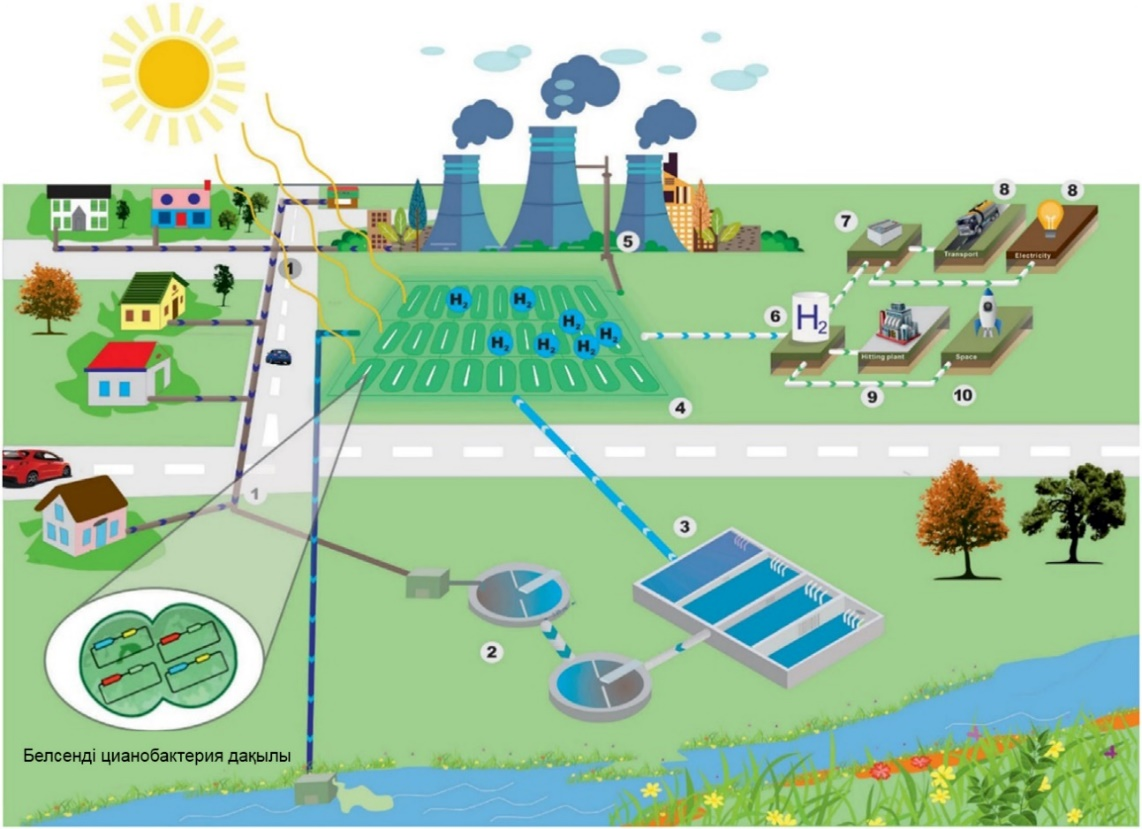 7
8
8
Transport
Electricity
5
1
H2
H2
H2
H2
H2
H2
H2
6
H2
Hitting plant
Space
9
10
4
1
3
2
Белсенді цианобактерия дақылы